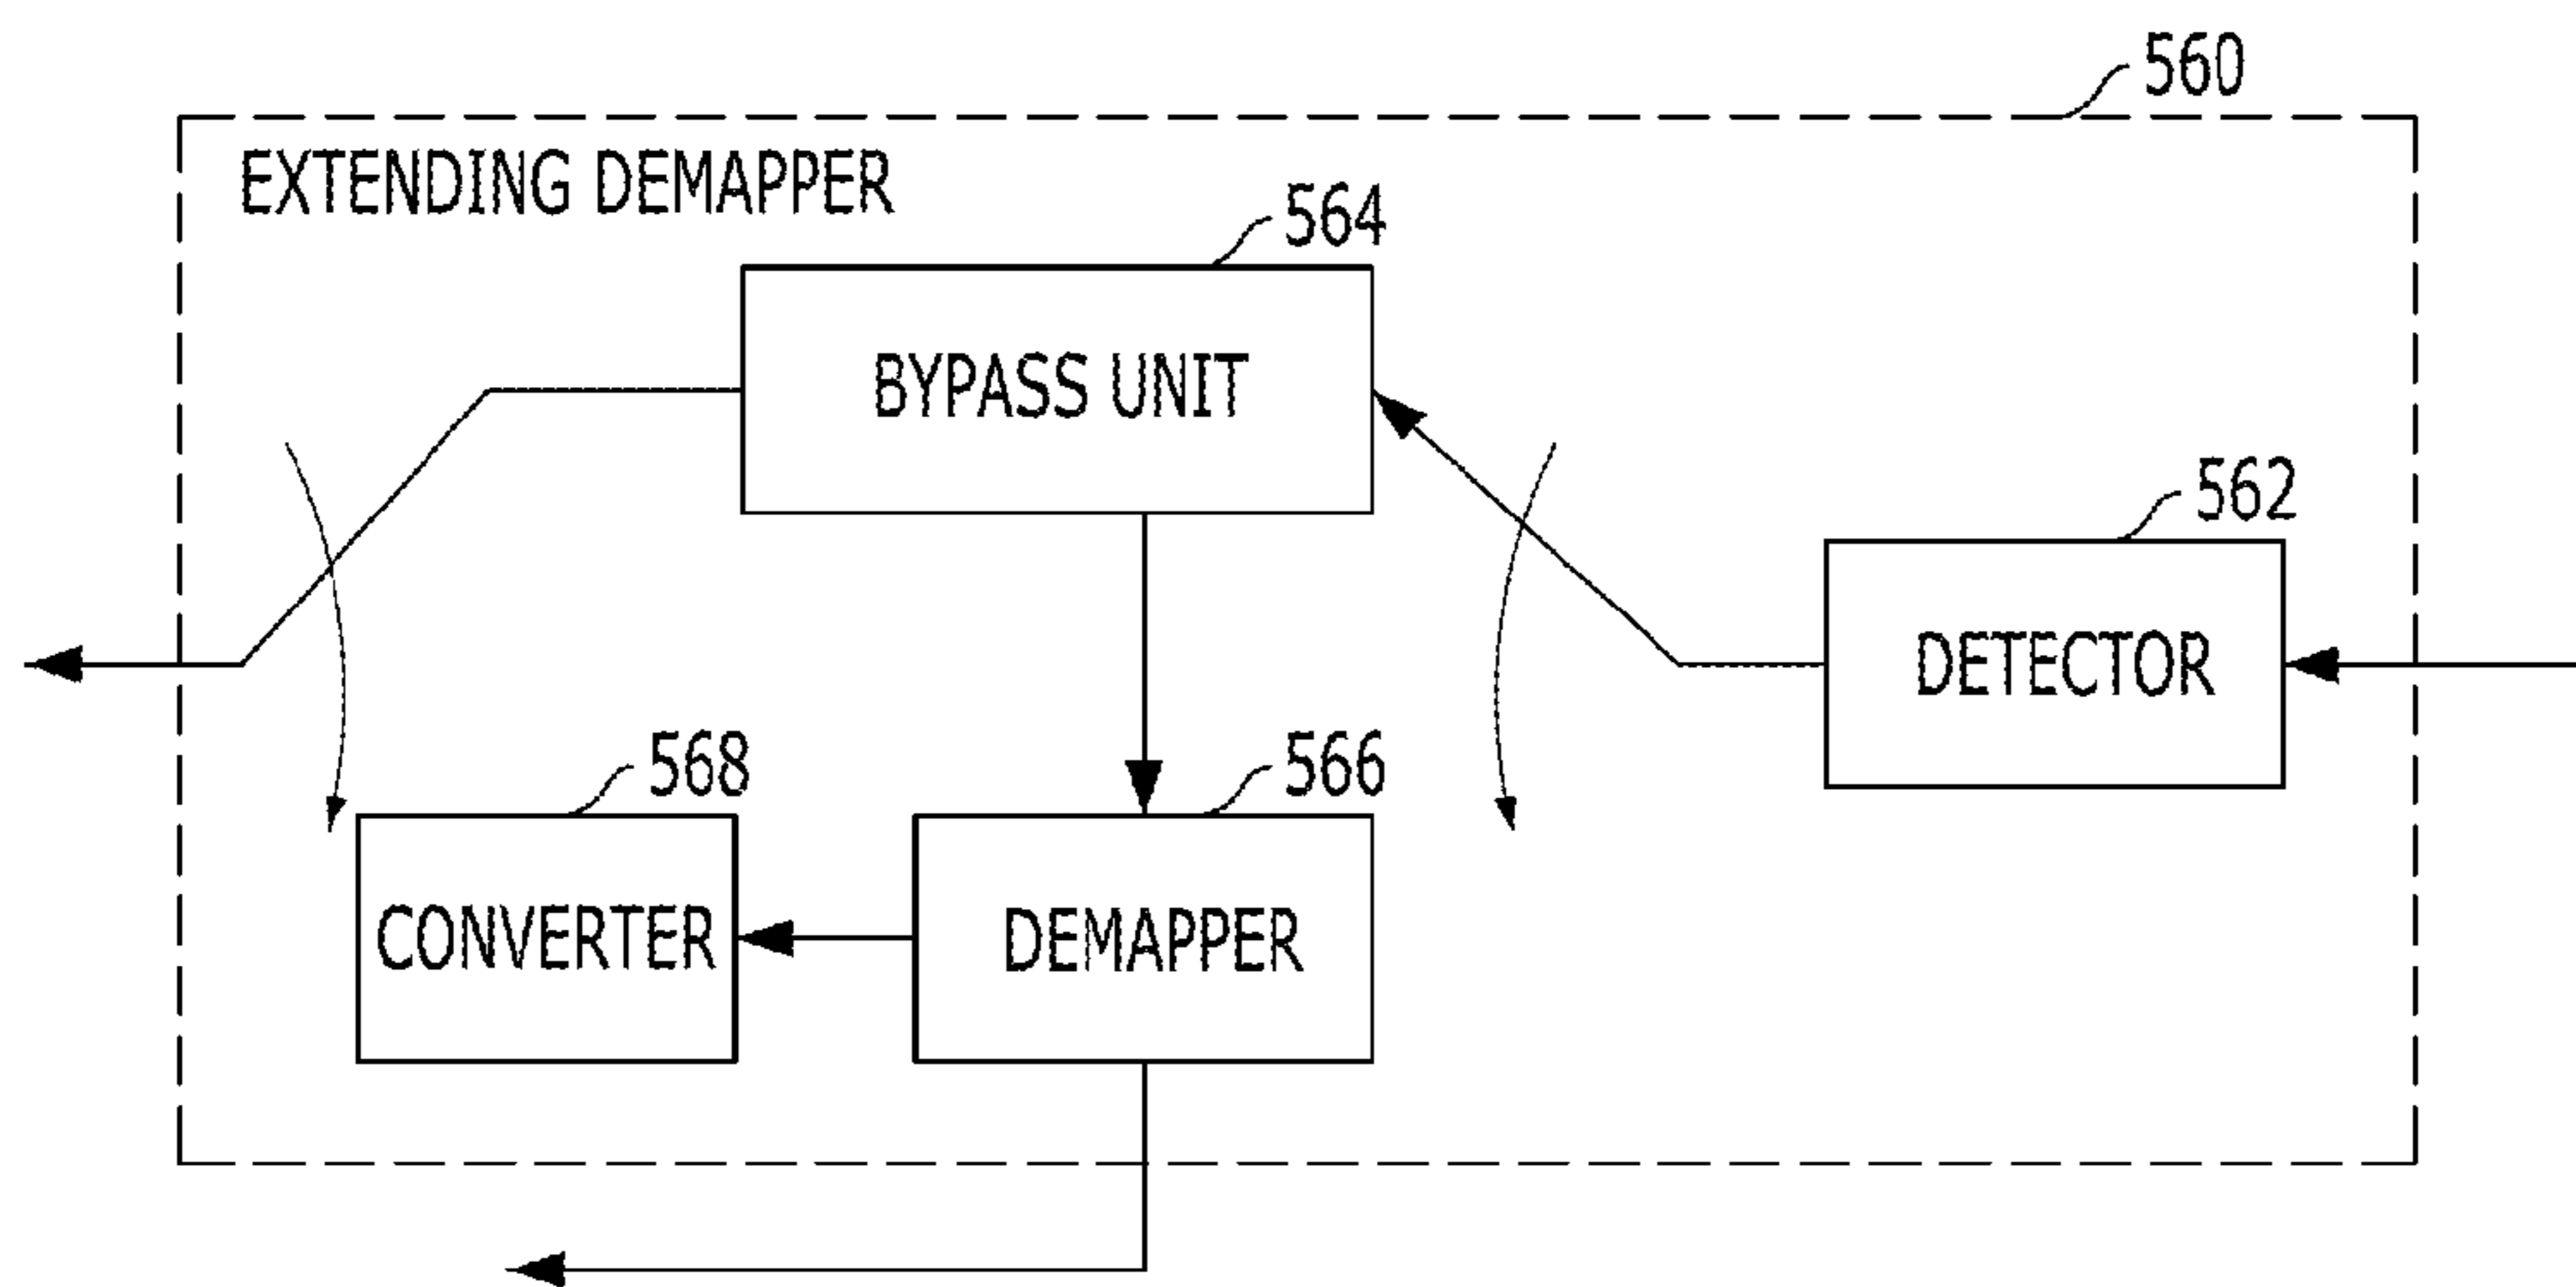 560
EXTENDING DEMAPPER
564
BYPASS UNIT
562
DETECTOR
568
566
CONVERTER
DEMAPPER